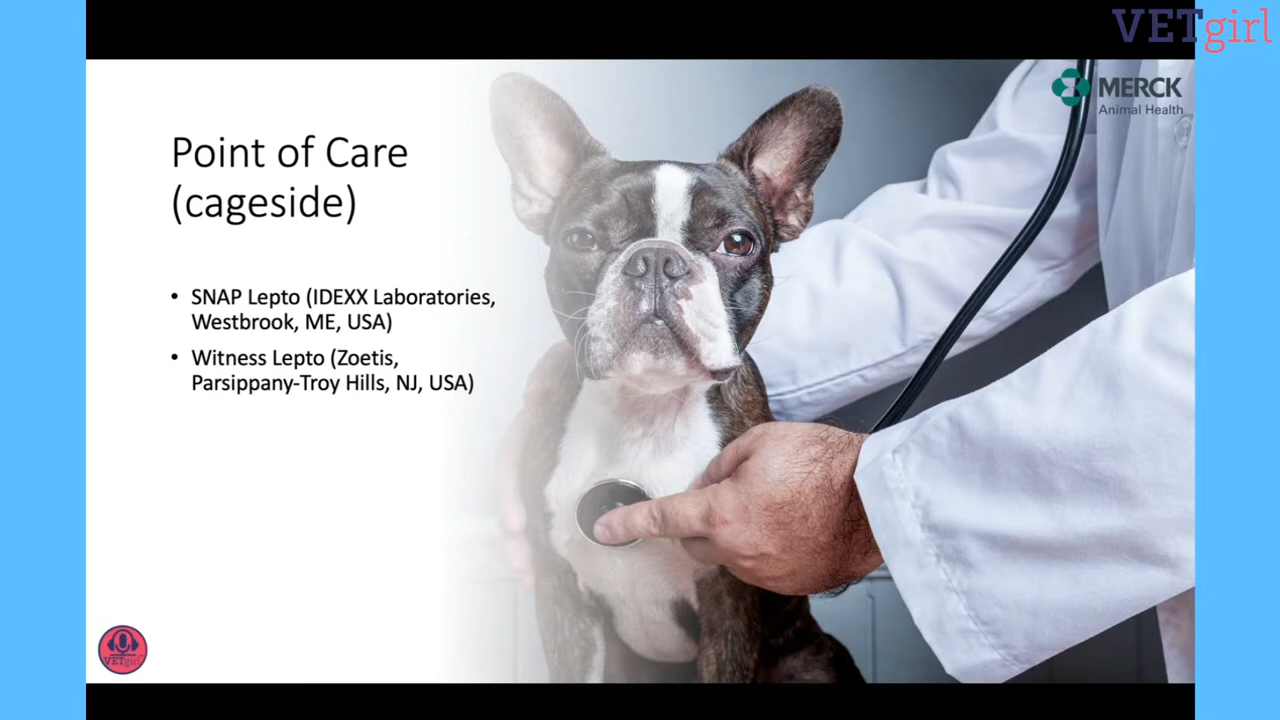 VETgirl
MERCK
Animal Health
Point of Care
(cageside)
• SNAP Lepto (IDEXX Laboratories,
Westbrook, ME, USA)
• Witness Lepto (Zoetis,
Parsippany-Troy Hills, NJ, USA)
VETgirl